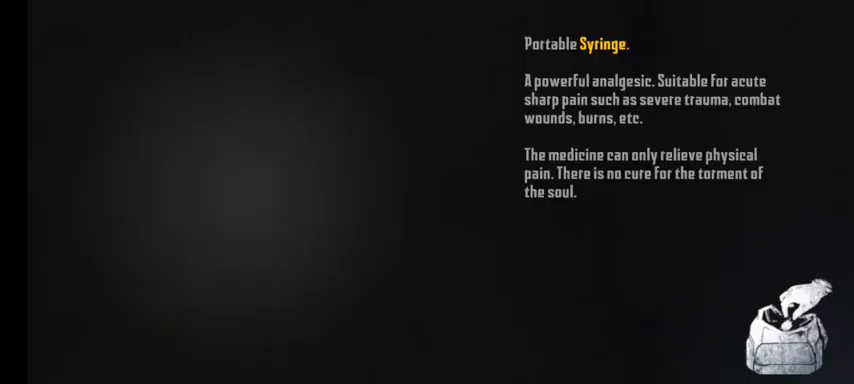 Portable Syringe.
A powerful analgesic. Suitable for acute
sharp pain such as severe trauma, combat
wounds, burns, etc.
The medicine can only relieve physical
pain. There is no cure for the torment of
the soul.